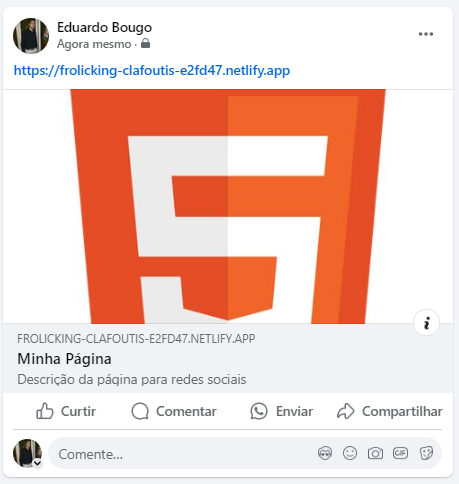 Eduardo Bougo
Agora mesmo ·
https://frolicking-clafoutis-e2fd47.netlify.app
FROLICKING-CLAFOUTIS-E2FD47.NETLIFY.APP
Minha Página
Descrição da página para redes sociais
Curtir Comentar Enviar Compartilhar
Comente...
GIF